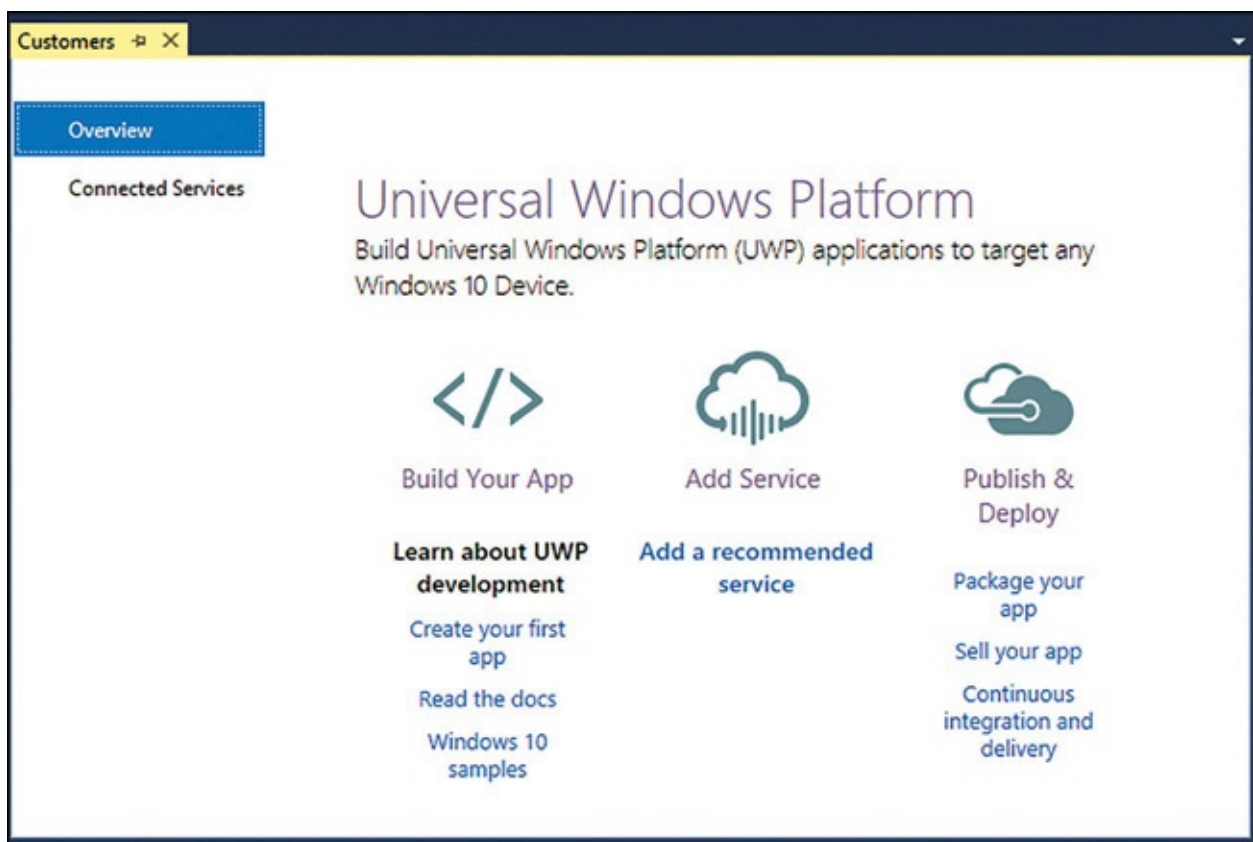 Customers
Overview
Connected Services
Universal Windows Platform
Build Universal Windows Platform (UWP) applications to target any
Windows 10 Device.
</>
Build Your App
Learn about UWP
development
Create your first
app
Read the docs
Windows 10
samples
Add Service
Add a recommended
service
Publish &
Deploy
Package your
app
Sell your app
Continuous
integration and
delivery